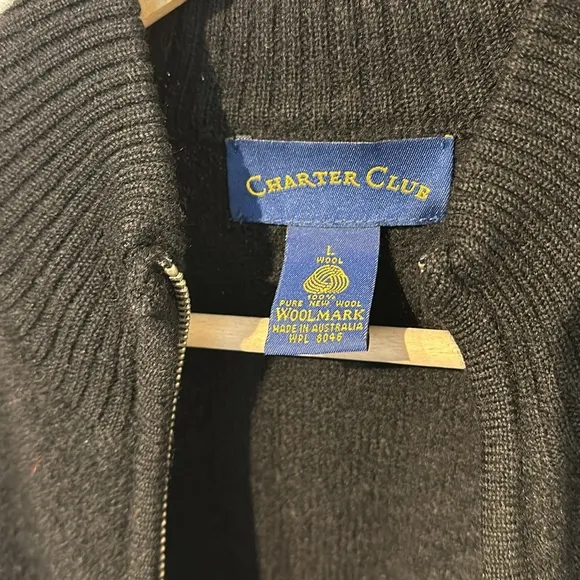 CHARTER CLUB
L
WOOL
100%
PURE NEW WOOL
WOOLMARK
MADE IN AUSTRALIA
WPL 8046